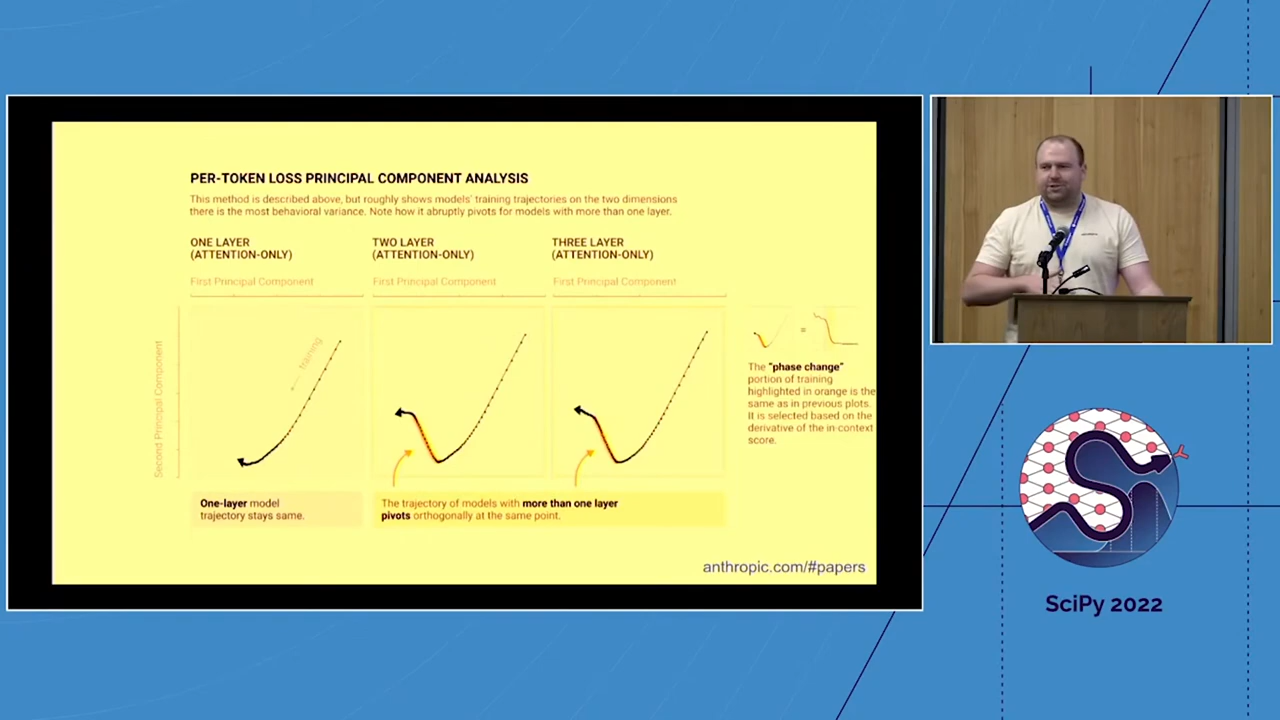 PER-TOKEN LOSS PRINCIPAL COMPONENT ANALYSIS
This method is described above, but roughly shows models' training trajectories on the two dimensions
there is the most behavioral variance. Note how it abruptly pivots for models with more than one layer.
ONE LAYER
(ATTENTION-ONLY)
TWO LAYER
(ATTENTION-ONLY)
THREE LAYER
(ATTENTION-ONLY)
First Principal Component
First Principal Component
First Principal Component
Second Principal Component
training
=
The "phase change"
portion of training
highlighted in orange is the
same as in previous plots.
It is selected based on the
derivative of the in-context
score.
One-layer model
trajectory stays same.
The trajectory of models with more than one layer
pivots orthogonally at the same point.
anthropic.com/#papers
SciPy 2022